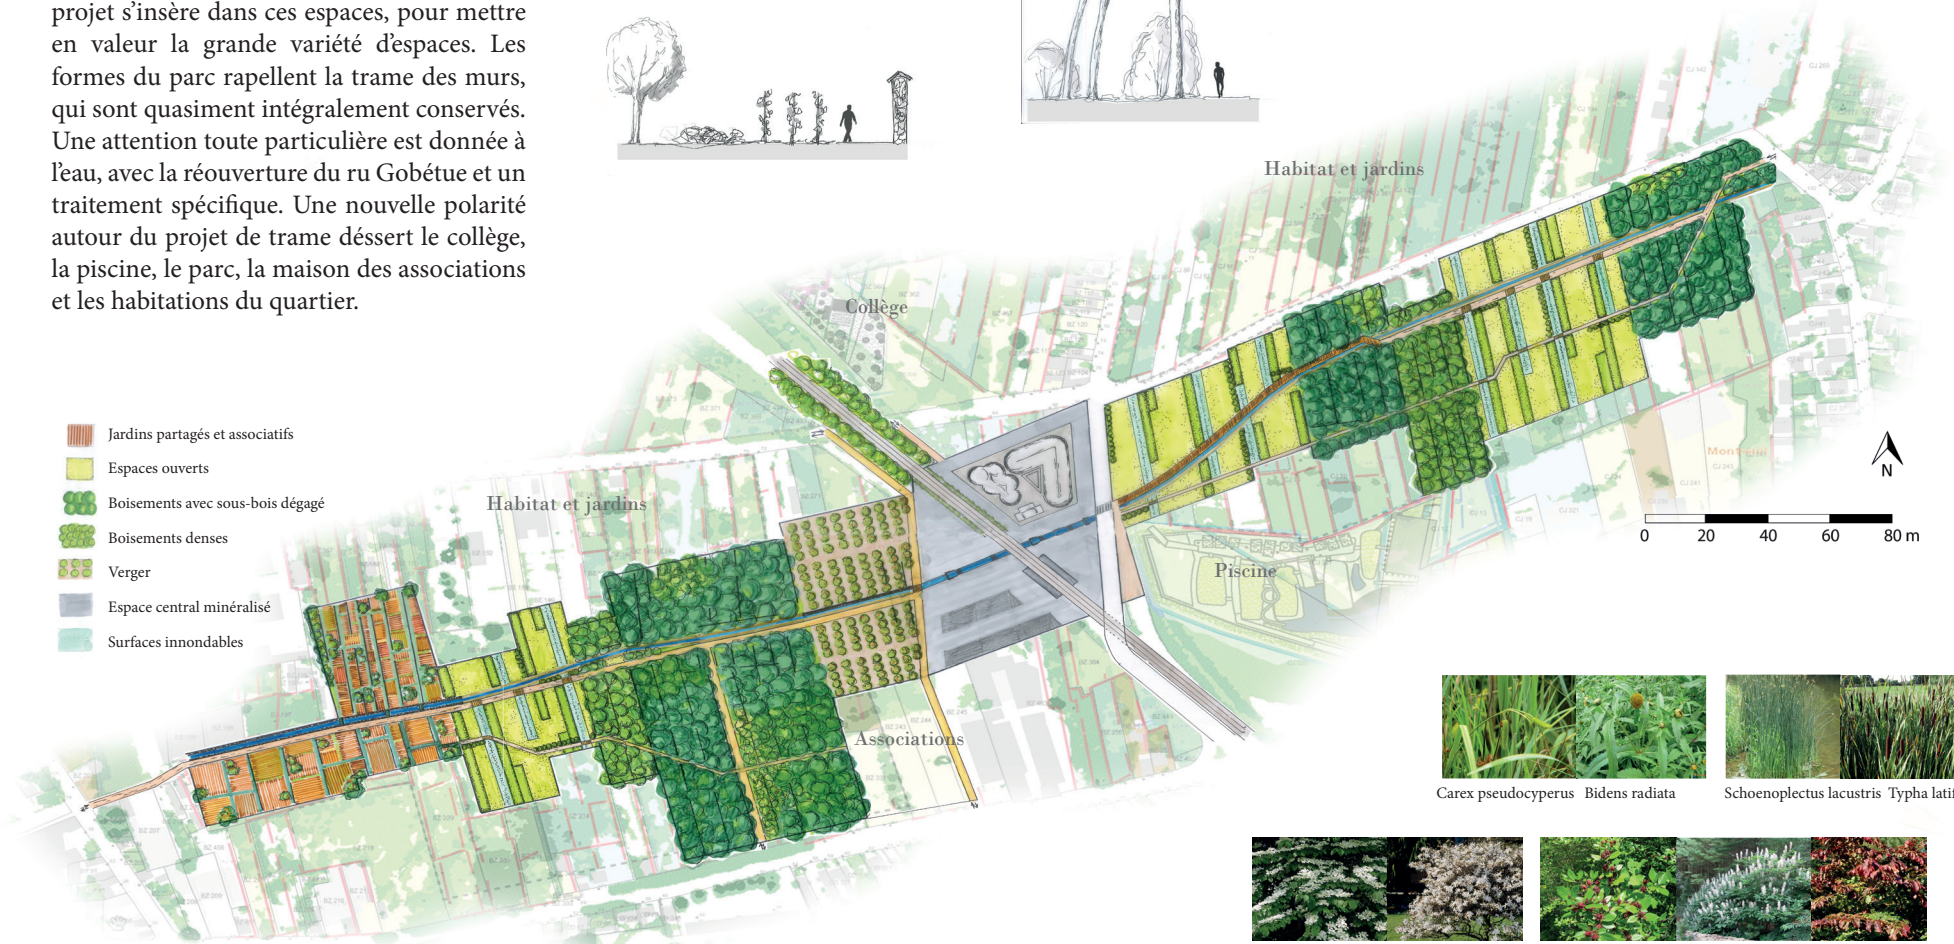 projet s’insère dans ces espaces, pour mettre
en valeur la grande variété d’espaces. Les
formes du parc rapellent la trame des murs,
qui sont quasiment intégralement conservés.
Une attention toute particulière est donnée à
l’eau, avec la réouverture du ru Gobétue et un
traitement spécifique. Une nouvelle polarité
autour du projet de trame déssert le collège,
la piscine, le parc, la maison des associations
et les habitations du quartier.
Jardins partagés et associatifs
Espaces ouverts
Boisements avec sous-bois dégagé
Boisements denses
Verger
Espace central minéralisé
Surfaces innondables
Habitat et jardins
Collège
Habitat et jardins
Piscine
Associations
N
0 20 40 60 80 m
Carex pseudocyperus Bidens radiata
Schoenoplectus lacustris Typha latif